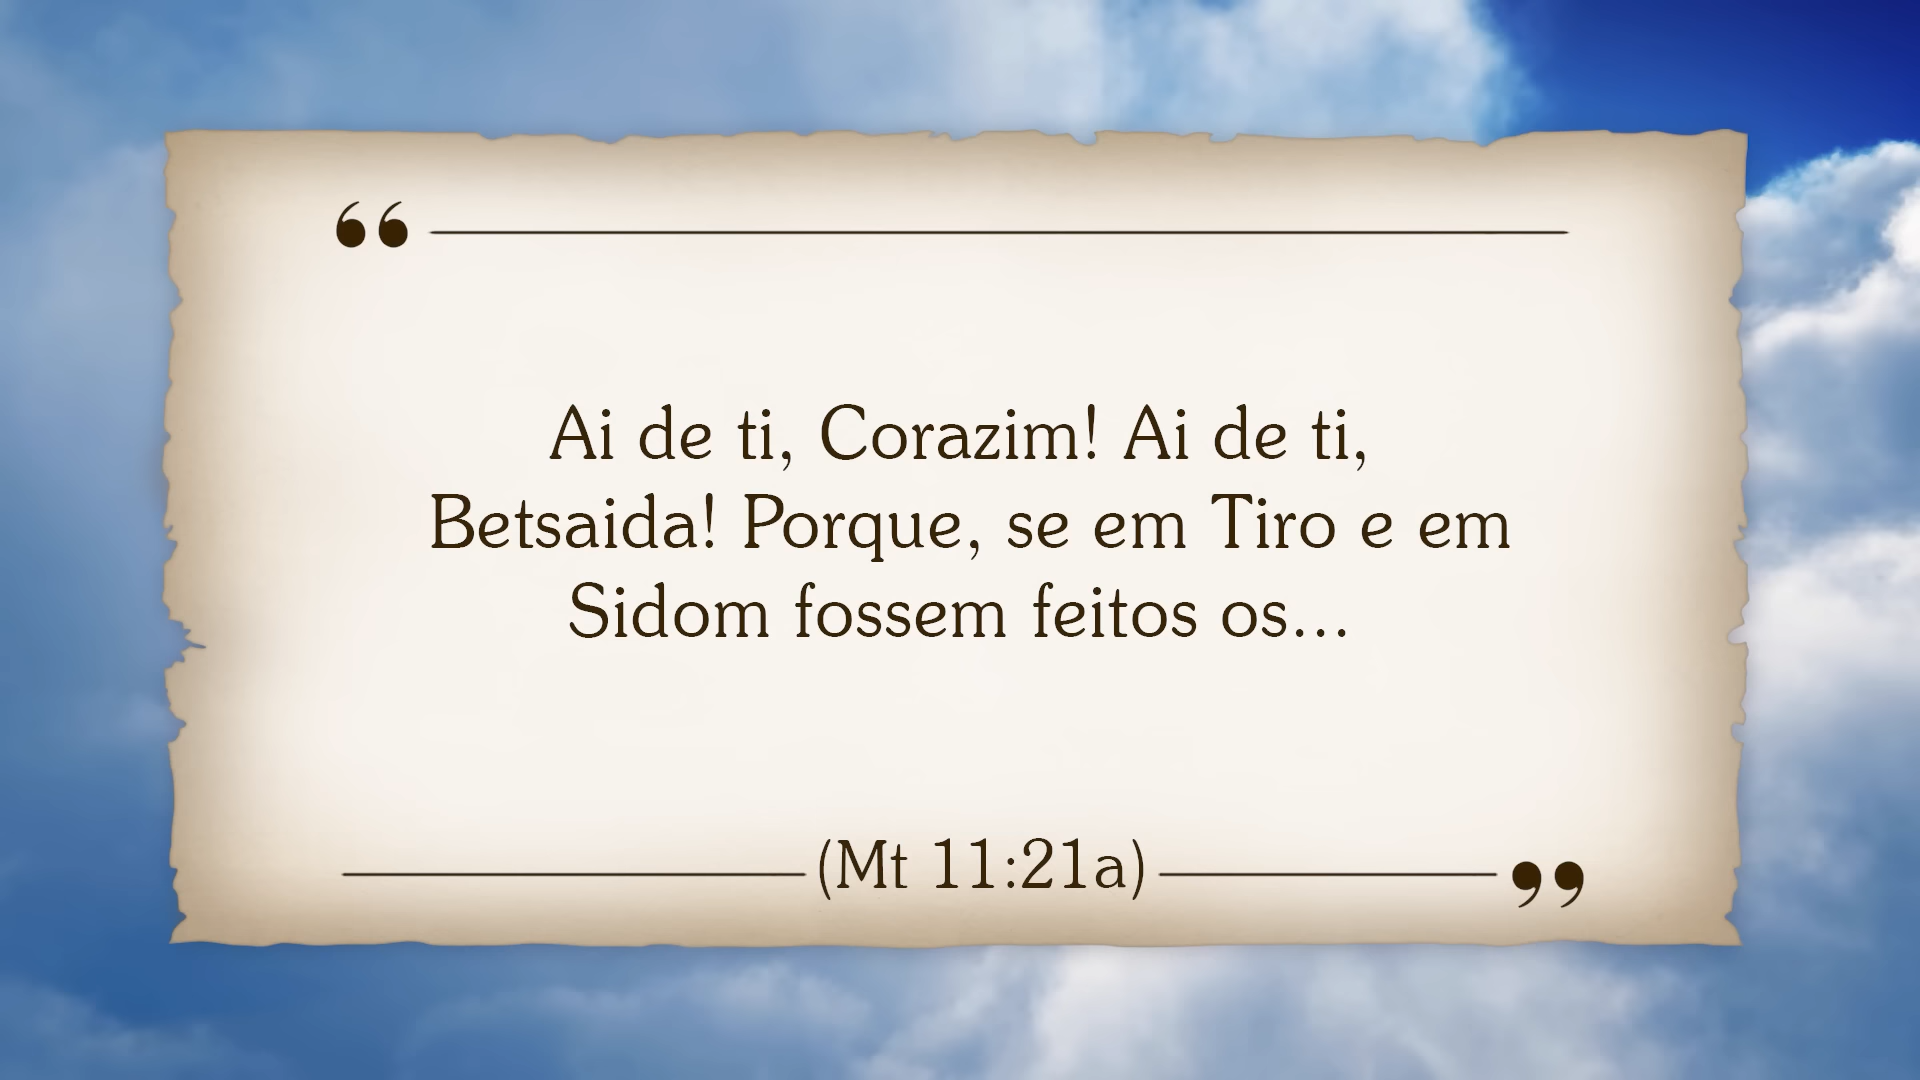 “
Ai de ti, Corazim! Ai de ti,
Betsaida! Porque, se em Tiro e em
Sidom fossem feitos os...
(Mt 11:21a)
”